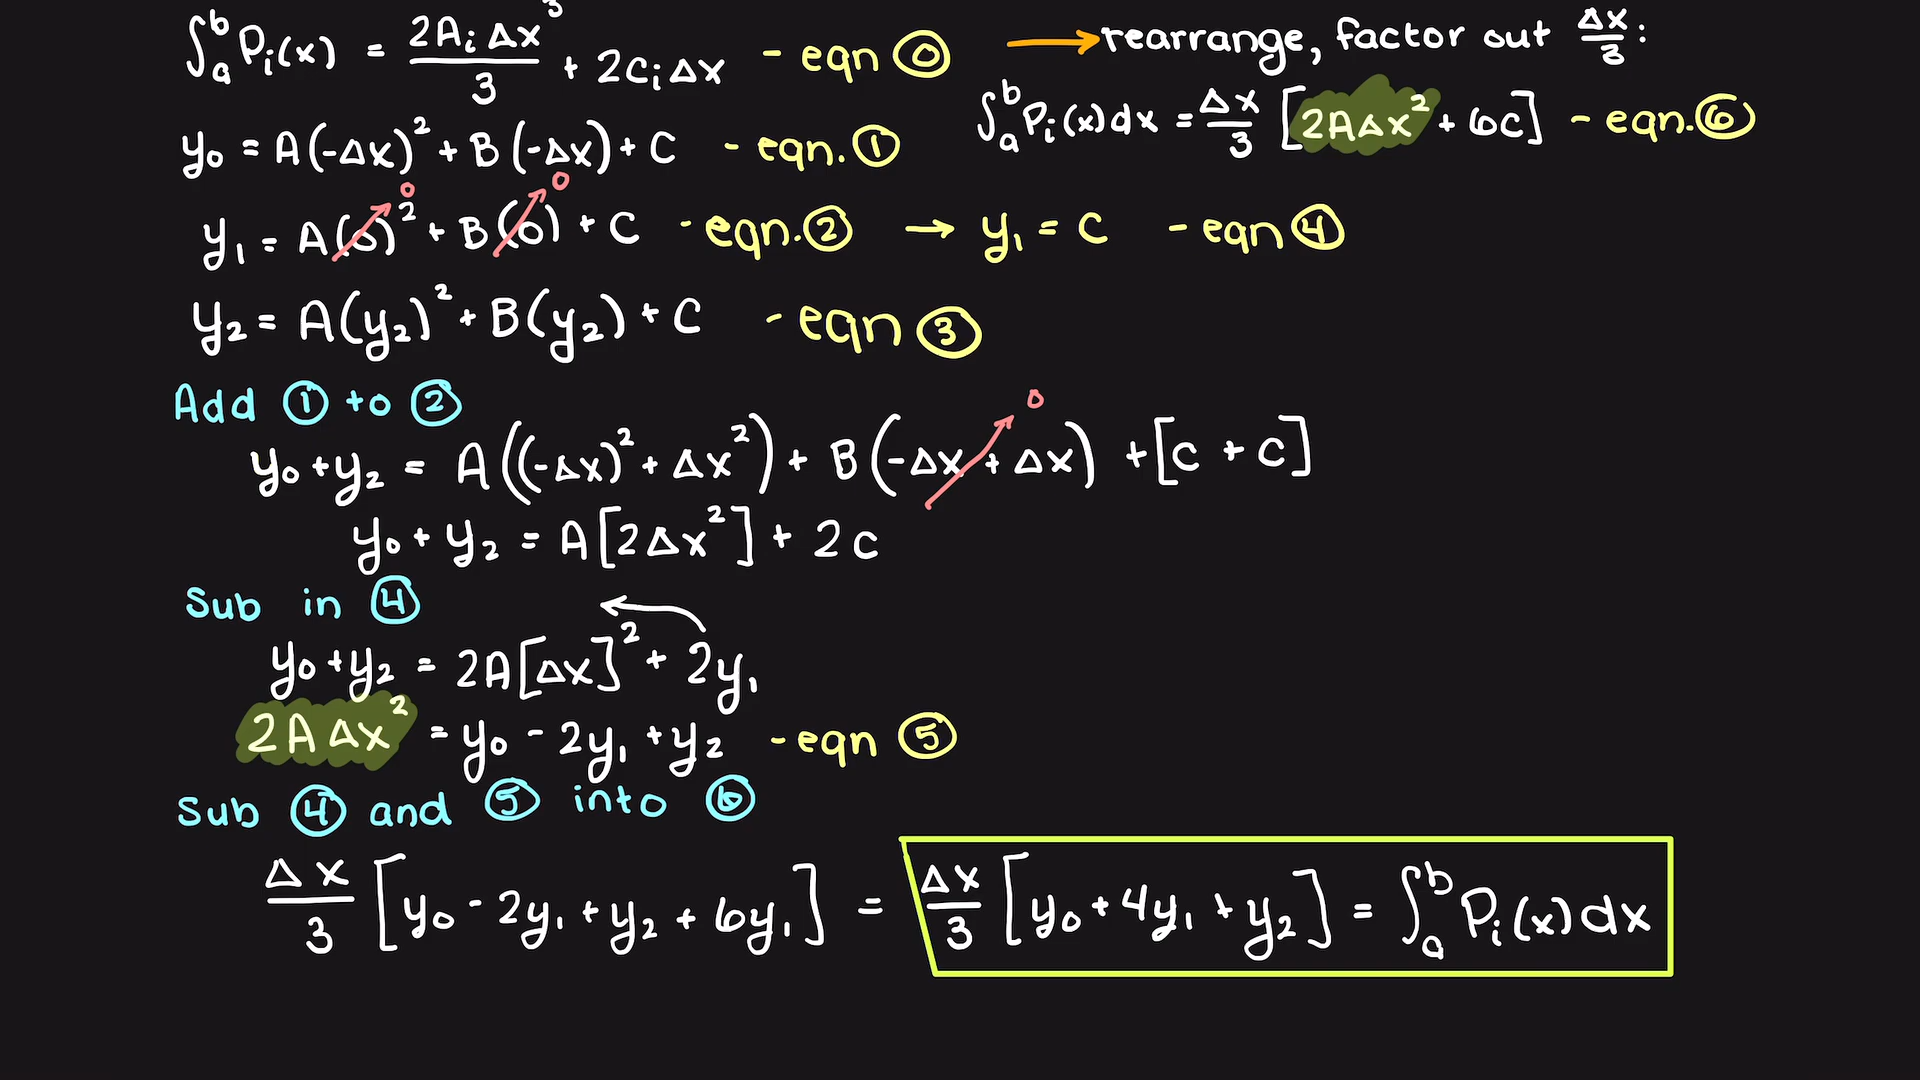 ∫ₐᵇ Pᵢ(x) = 2Aᵢ Δx³/3 + 2Cᵢ Δx - eqn ⓪
→ rearrange, factor out Δx/3:
∫ₐᵇ Pᵢ(x)dx = Δx/3 [2AΔx² + 6C] - eqn. ⑥
y₀ = A(-Δx)² + B(-Δx) + C - eqn. ①
y₁ = A(0)² + B(0) + C - eqn. ② → y₁ = C - eqn ④
0 0
y₂ = A(y₂)² + B(y₂) + C - eqn ③
Add ① to ②
y₀ + y₂ = A((-Δx)² + Δx²) + B(-Δx + Δx) + [C + C]
0
y₀ + y₂ = A[2Δx²] + 2C
Sub in ④
y₀ + y₂ = 2A[Δx]² + 2y₁
2AΔx² = y₀ - 2y₁ + y₂ - eqn ⑤
Sub ④ and ⑤ into ⑥
Δx/3 [y₀ - 2y₁ + y₂ + 6y₁] = Δx/3 [y₀ + 4y₁ + y₂] = ∫ₐᵇ Pᵢ(x)dx